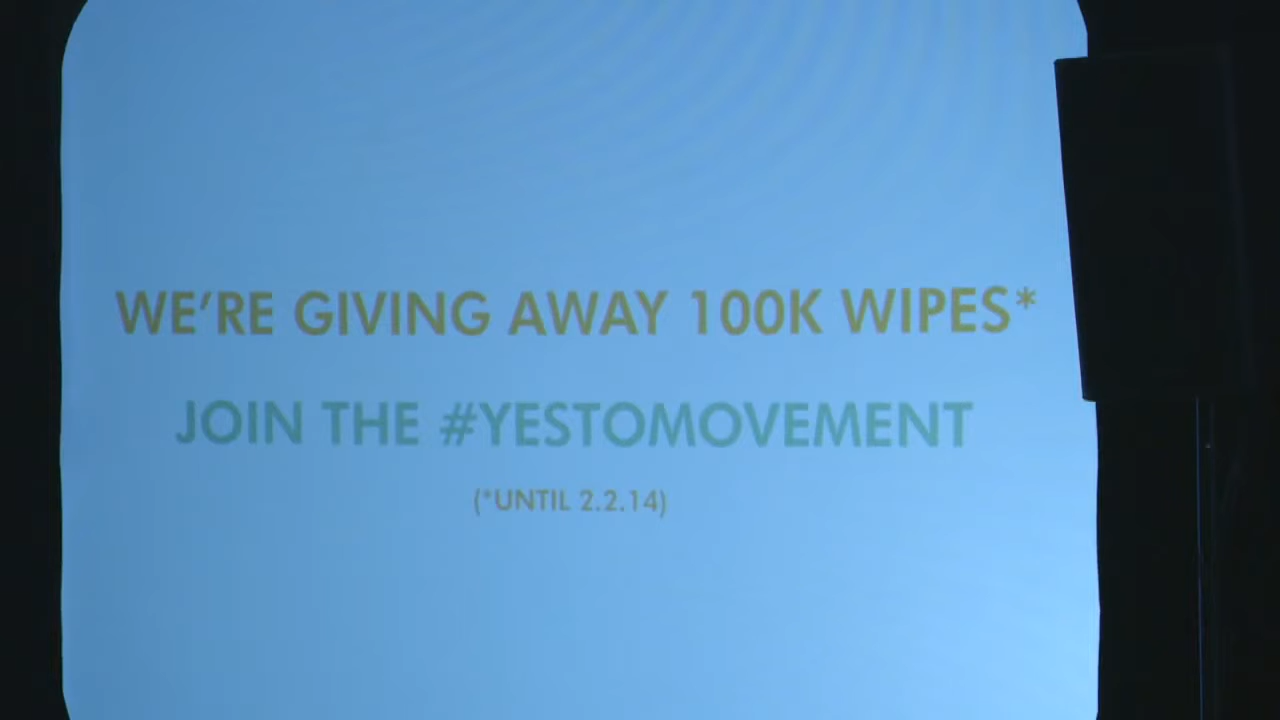 WE'RE GIVING AWAY 100K WIPES*
JOIN THE #YESTOMOVEMENT
(*UNTIL 2.2.14)